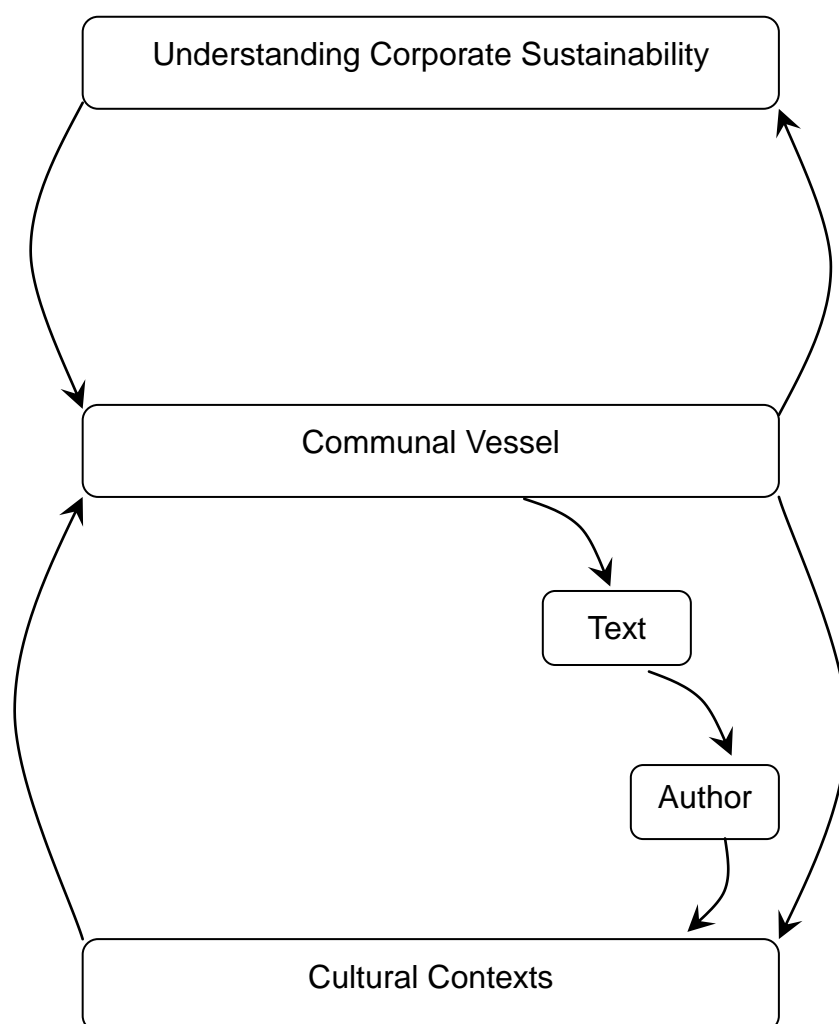 Understanding Corporate Sustainability
Communal Vessel
Text
Author
Cultural Contexts